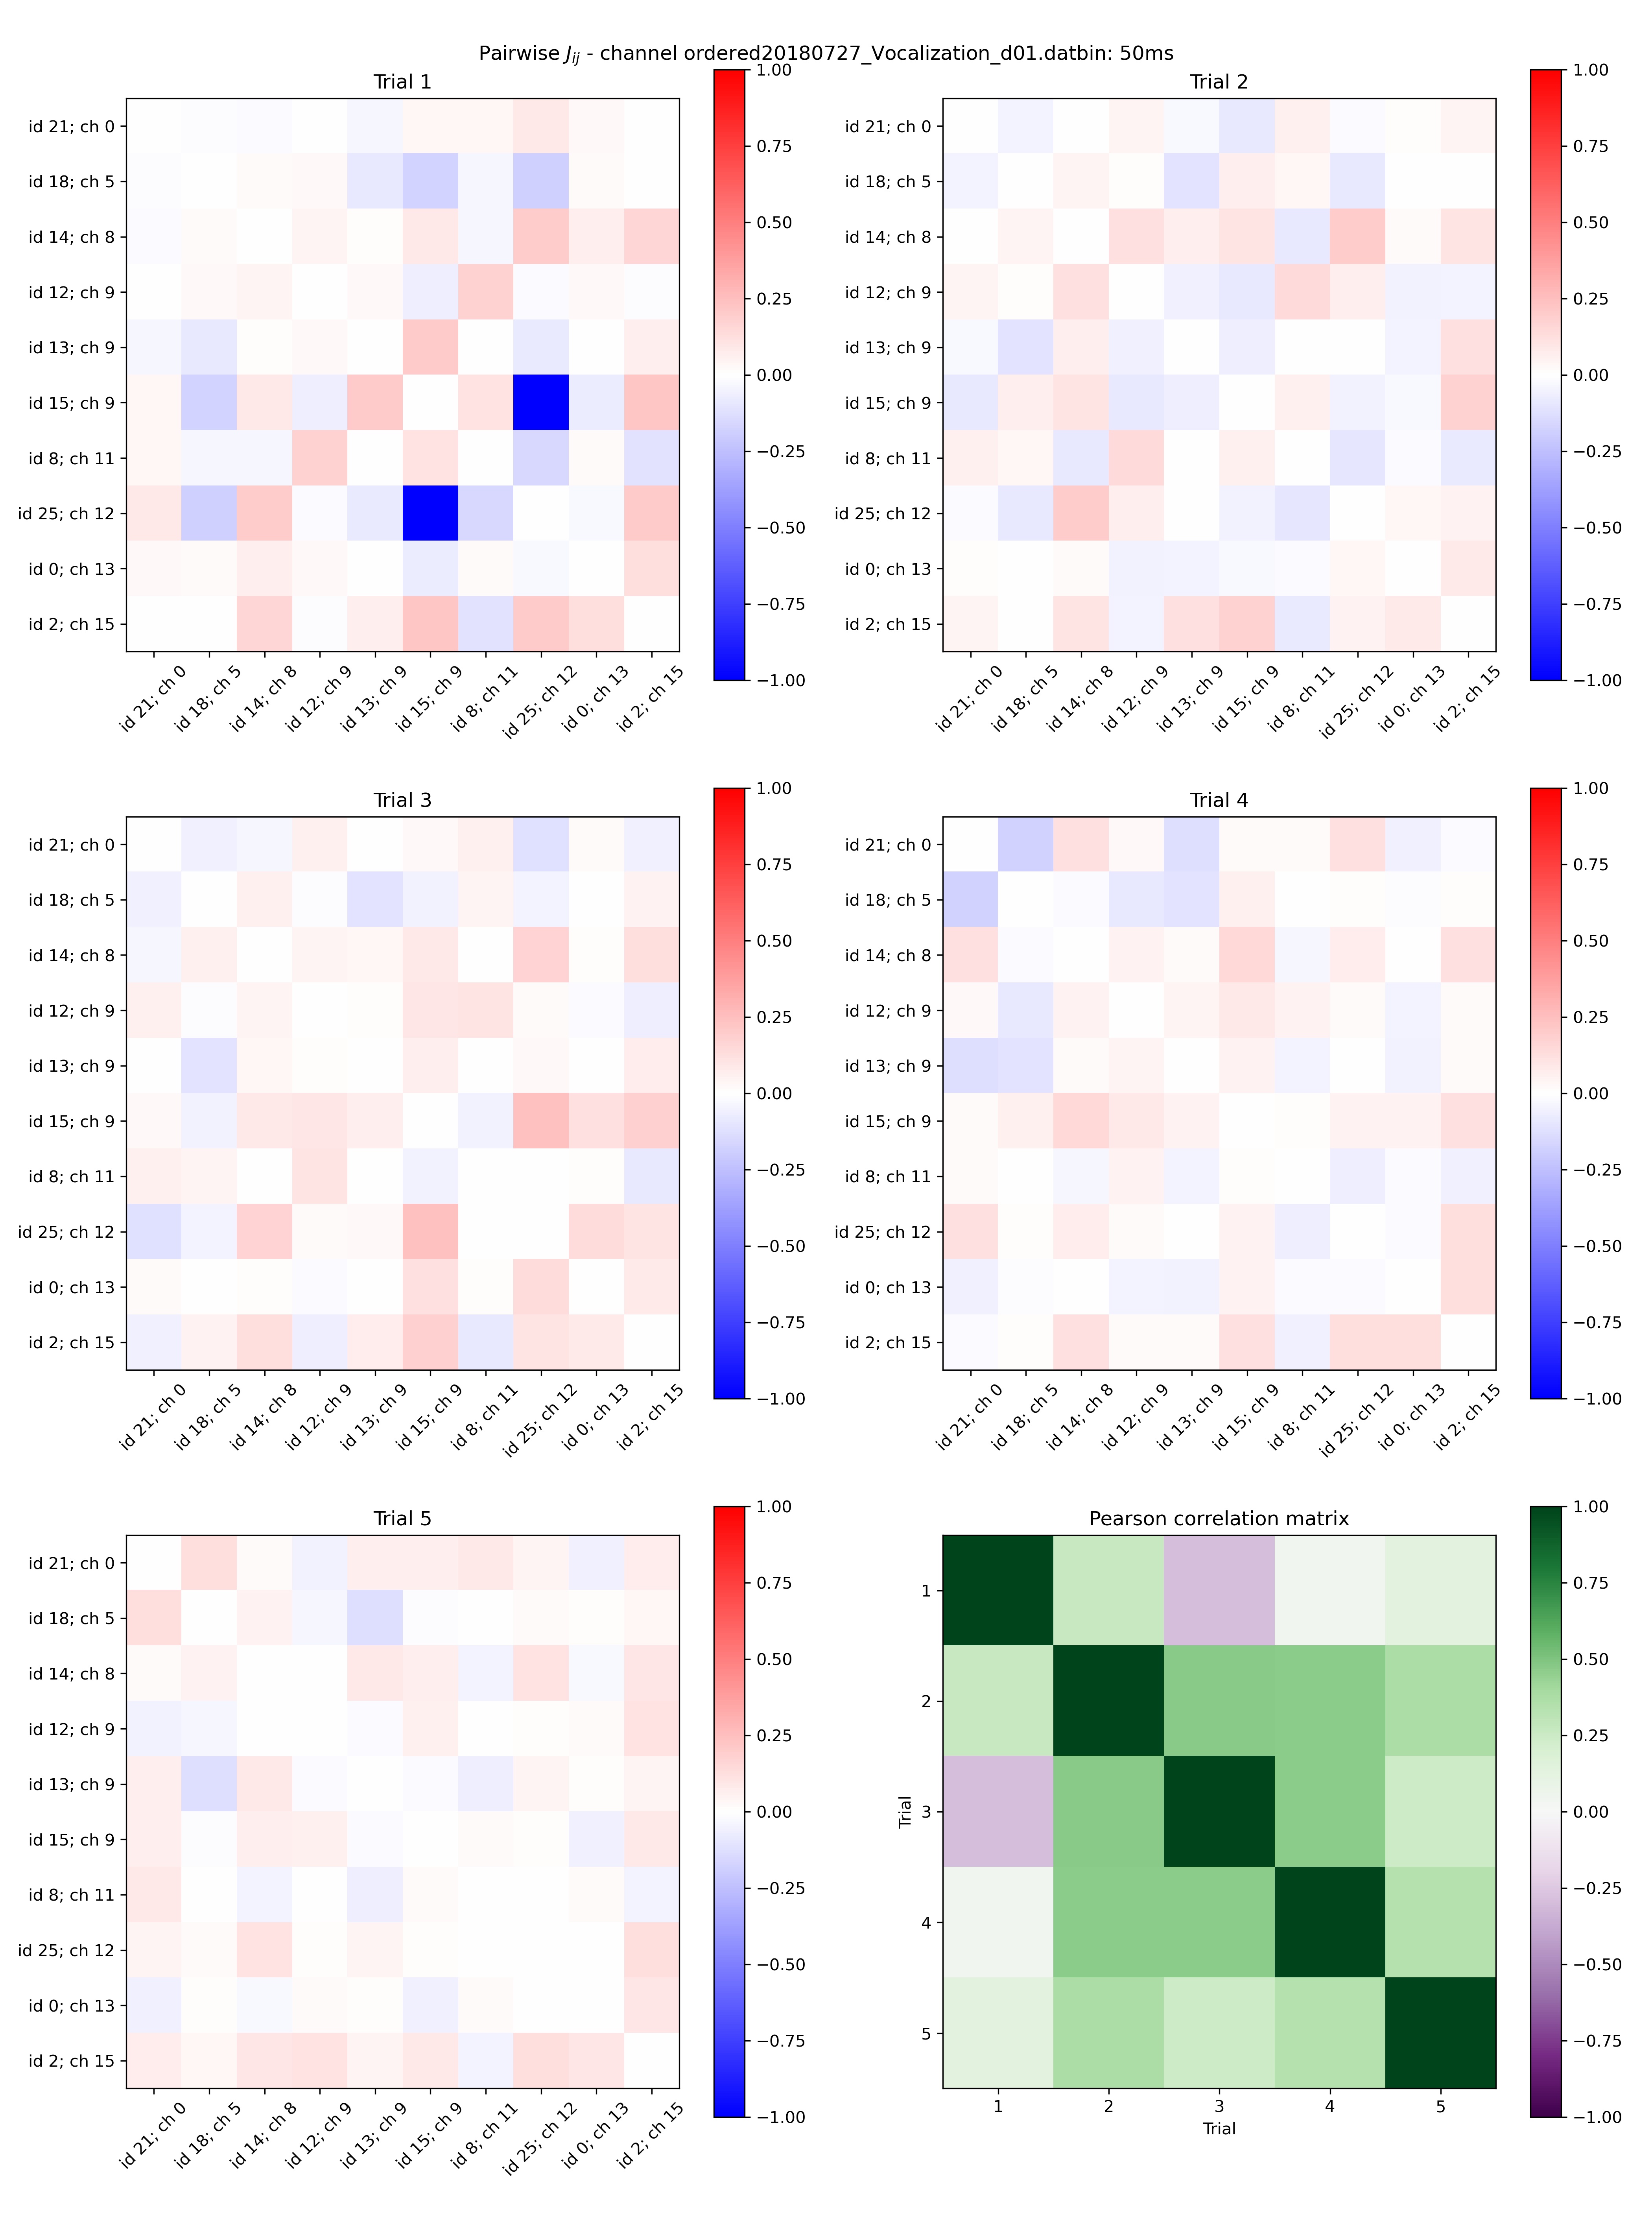 Pairwise J_ij - channel ordered20180727_Vocalization_d01.datbin: 50ms
Trial 1
id 21; ch 0
id 18; ch 5
id 14; ch 8
id 12; ch 9
id 13; ch 9
id 15; ch 9
id 8; ch 11
id 25; ch 12
id 0; ch 13
id 2; ch 15
id 21; ch 0
id 18; ch 5
id 14; ch 8
id 12; ch 9
id 13; ch 9
id 15; ch 9
id 8; ch 11
id 25; ch 12
id 0; ch 13
id 2; ch 15
1.00
0.75
0.50
0.25
0.00
−0.25
−0.50
−0.75
−1.00
Trial 2
id 21; ch 0
id 18; ch 5
id 14; ch 8
id 12; ch 9
id 13; ch 9
id 15; ch 9
id 8; ch 11
id 25; ch 12
id 0; ch 13
id 2; ch 15
id 21; ch 0
id 18; ch 5
id 14; ch 8
id 12; ch 9
id 13; ch 9
id 15; ch 9
id 8; ch 11
id 25; ch 12
id 0; ch 13
id 2; ch 15
1.00
0.75
0.50
0.25
0.00
−0.25
−0.50
−0.75
−1.00
Trial 3
id 21; ch 0
id 18; ch 5
id 14; ch 8
id 12; ch 9
id 13; ch 9
id 15; ch 9
id 8; ch 11
id 25; ch 12
id 0; ch 13
id 2; ch 15
id 21; ch 0
id 18; ch 5
id 14; ch 8
id 12; ch 9
id 13; ch 9
id 15; ch 9
id 8; ch 11
id 25; ch 12
id 0; ch 13
id 2; ch 15
1.00
0.75
0.50
0.25
0.00
−0.25
−0.50
−0.75
−1.00
Trial 4
id 21; ch 0
id 18; ch 5
id 14; ch 8
id 12; ch 9
id 13; ch 9
id 15; ch 9
id 8; ch 11
id 25; ch 12
id 0; ch 13
id 2; ch 15
id 21; ch 0
id 18; ch 5
id 14; ch 8
id 12; ch 9
id 13; ch 9
id 15; ch 9
id 8; ch 11
id 25; ch 12
id 0; ch 13
id 2; ch 15
1.00
0.75
0.50
0.25
0.00
−0.25
−0.50
−0.75
−1.00
Trial 5
id 21; ch 0
id 18; ch 5
id 14; ch 8
id 12; ch 9
id 13; ch 9
id 15; ch 9
id 8; ch 11
id 25; ch 12
id 0; ch 13
id 2; ch 15
id 21; ch 0
id 18; ch 5
id 14; ch 8
id 12; ch 9
id 13; ch 9
id 15; ch 9
id 8; ch 11
id 25; ch 12
id 0; ch 13
id 2; ch 15
1.00
0.75
0.50
0.25
0.00
−0.25
−0.50
−0.75
−1.00
Pearson correlation matrix
Trial
1
2
3
4
5
1
2
3
4
5
Trial
1.00
0.75
0.50
0.25
0.00
−0.25
−0.50
−0.75
−1.00